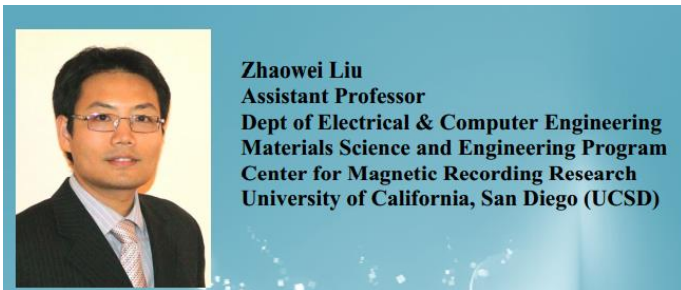 Zhaowei Liu
Assistant Professor
Dept of Electrical & Computer Engineering
Materials Science and Engineering Program
Center for Magnetic Recording Research
University of California, San Diego (UCSD)